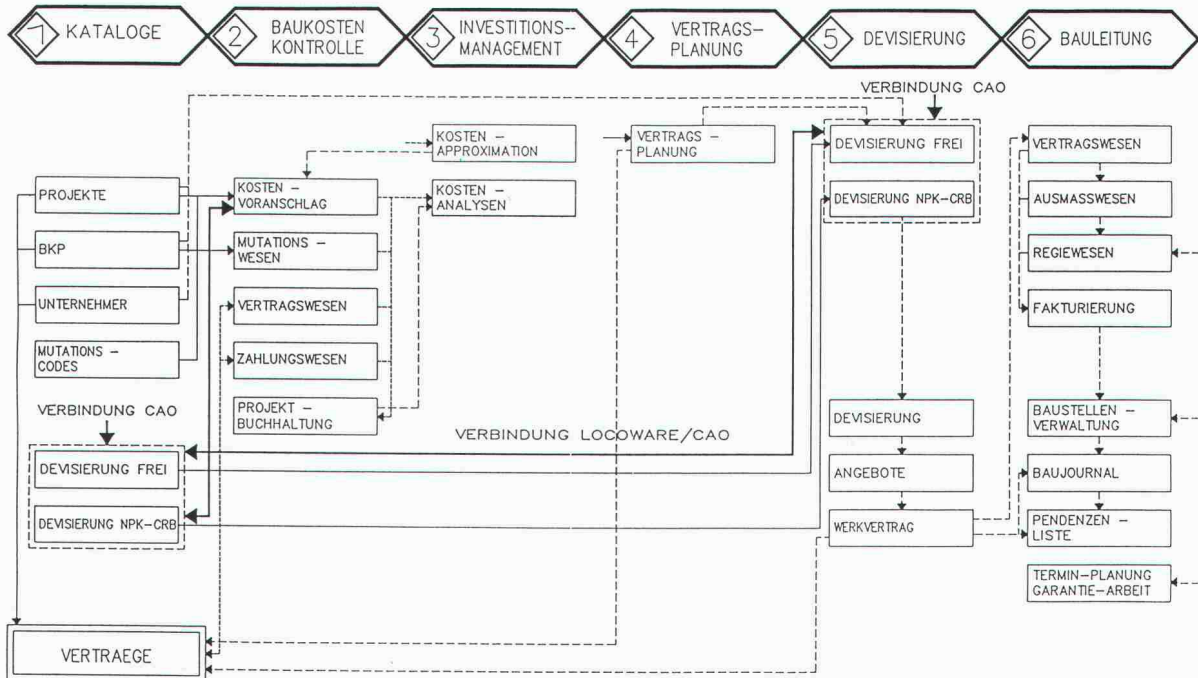 1 KATALOGE
2 BAUKOSTEN
KONTROLLE
3 INVESTITIONS-
MANAGEMENT
4 VERTRAGS-
PLANUNG
5 DEVISIERUNG
6 BAULEITUNG
PROJEKTE
BKP
UNTERNEHMER
MUTATIONS -
CODES
VERBINDUNG CAO
DEVISIERUNG FREI
DEVISIERUNG NPK-CRB
VERTRAEGE
KOSTEN -
VORANSCHLAG
MUTATIONS -
WESEN
VERTRAGSWESEN
ZAHLUNGSWESEN
PROJEKT -
BUCHHALTUNG
KOSTEN -
APPROXIMATION
KOSTEN -
ANALYSEN
VERBINDUNG LOCOWARE/CAO
VERTRAGS -
PLANUNG
VERBINDUNG CAO
DEVISIERUNG FREI
DEVISIERUNG NPK-CRB
DEVISIERUNG
ANGEBOTE
WERKVERTRAG
VERTRAGSWESEN
AUSMASSWESEN
REGIEWESEN
FAKTURIERUNG
BAUSTELLEN -
VERWALTUNG
BAUJOURNAL
PENDENZEN -
LISTE
TERMIN-PLANUNG
GARANTIE-ARBEIT